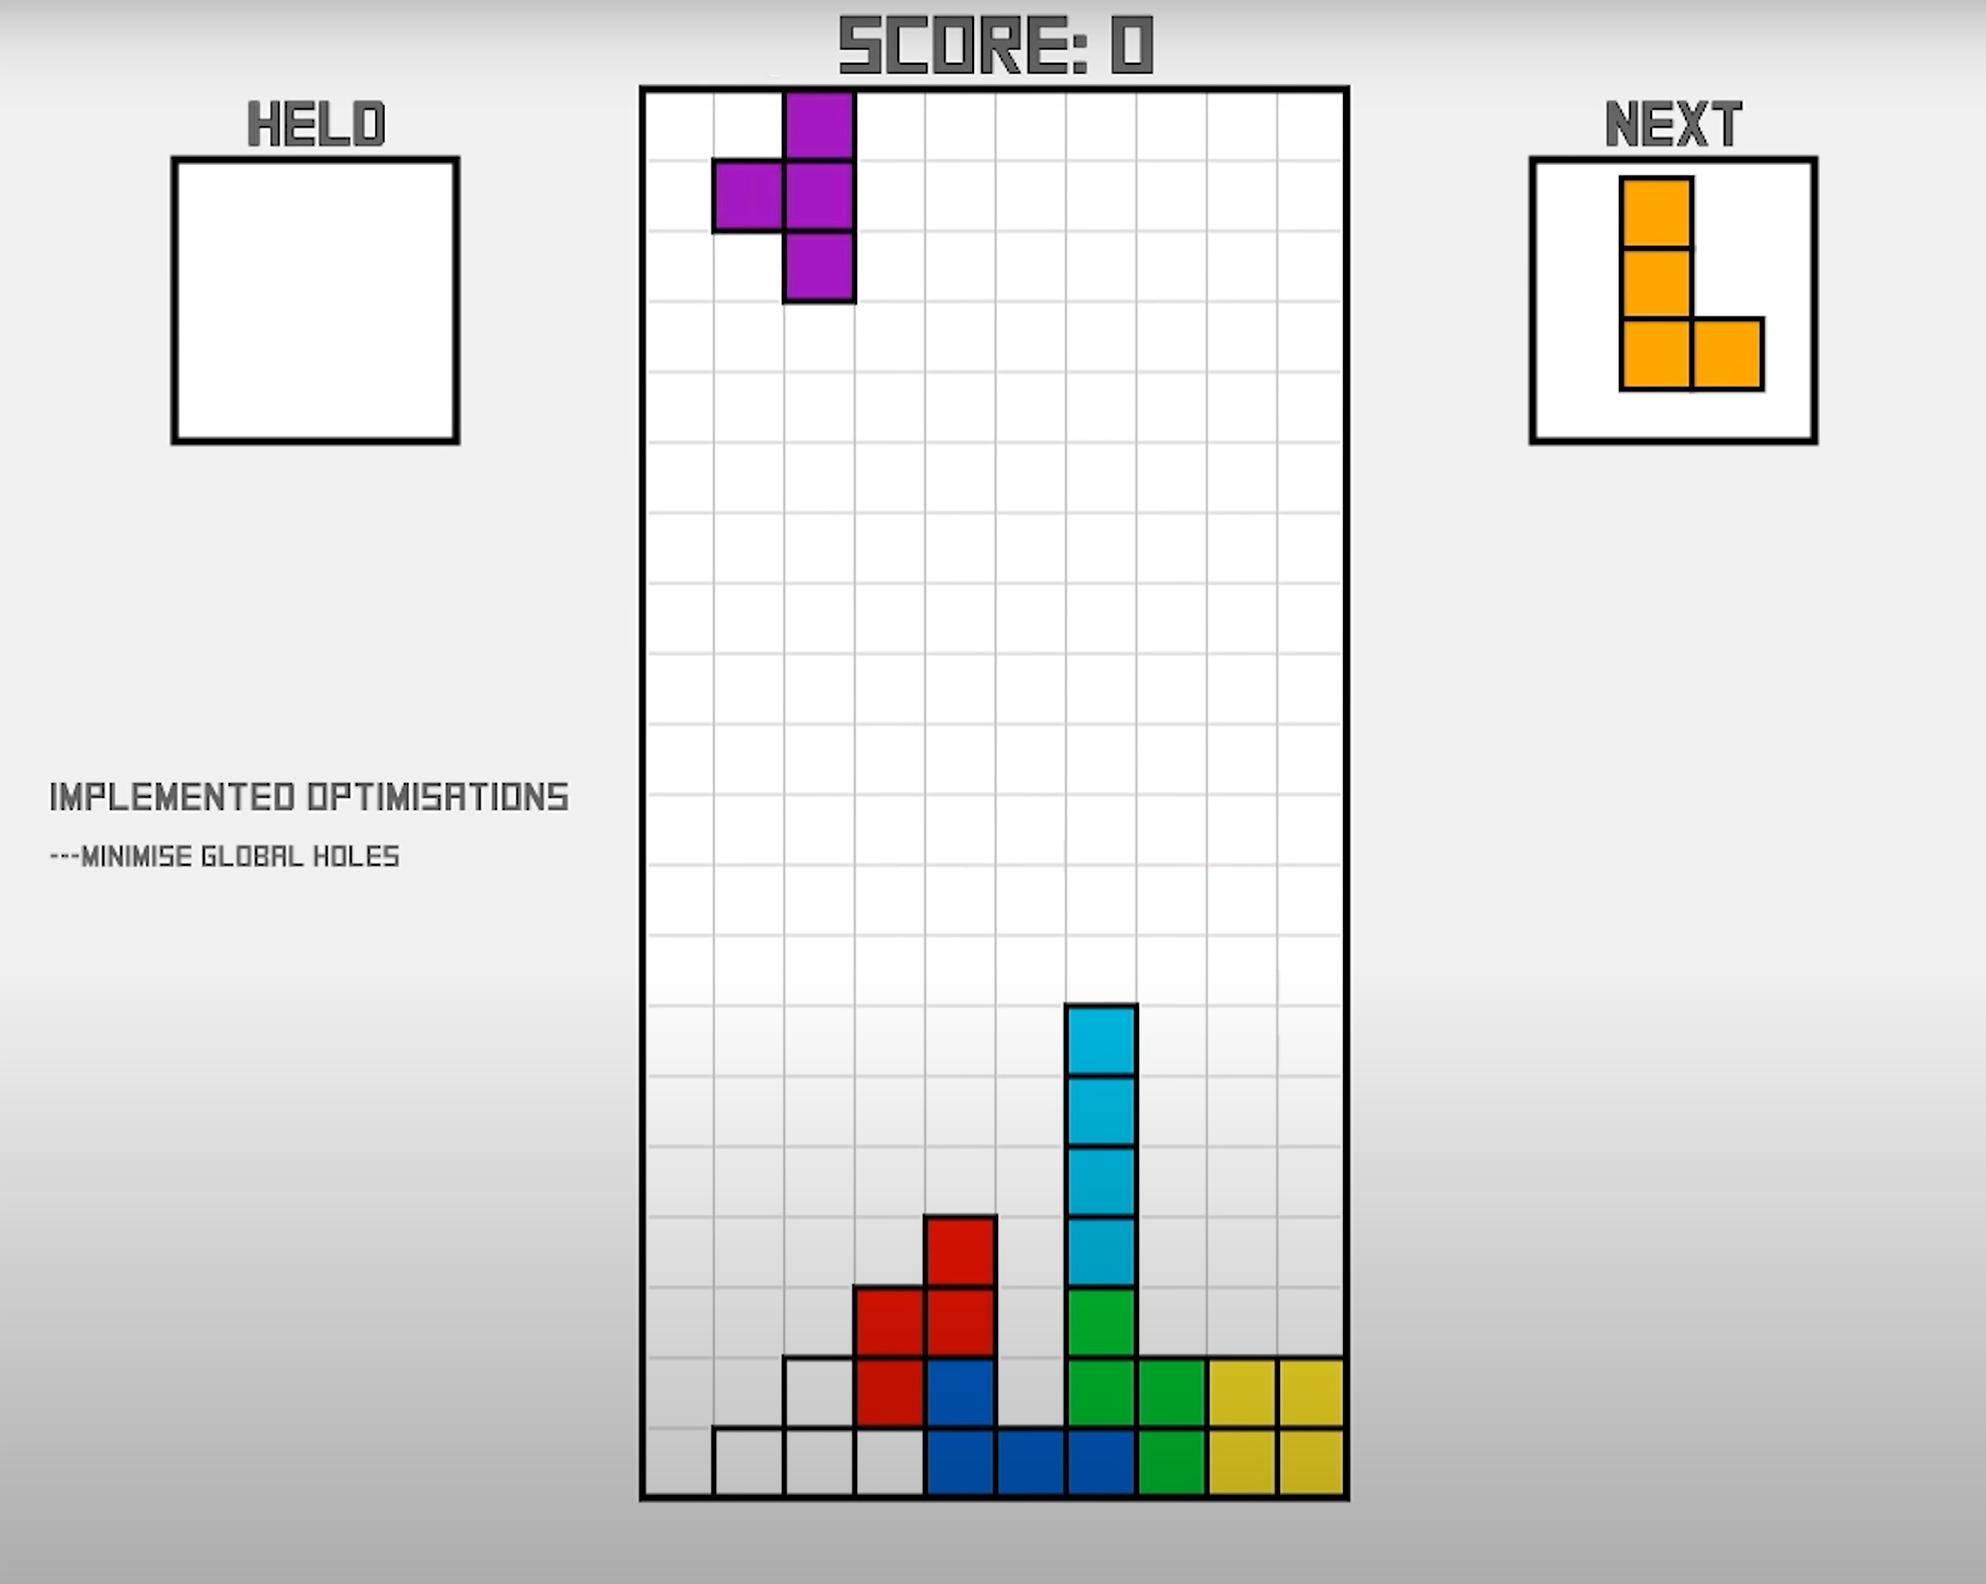 SCORE: 0
HELD
NEXT
IMPLEMENTED OPTIMISATIONS
---MINIMISE GLOBAL HOLES